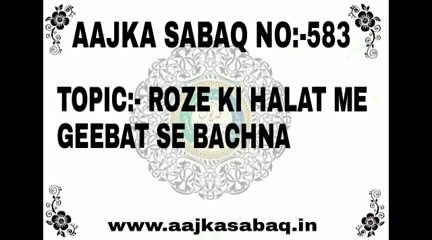 AAJKA SABAQ NO:-583
TOPIC:- ROZE KI HALAT ME
GEEBAT SE BACHNA
www.aajkasabaq.in